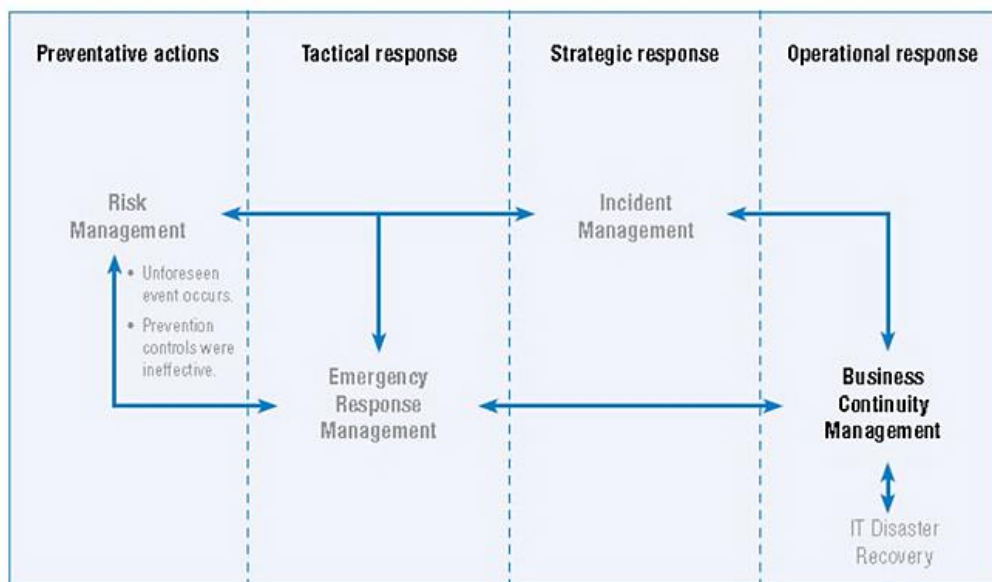 Preventative actions
Tactical response
Strategic response
Operational response
Risk
Management
Incident
Management
• Unforeseen
event occurs.
• Prevention
controls were
ineffective.
Emergency
Response
Management
Business
Continuity
Management
IT Disaster
Recovery